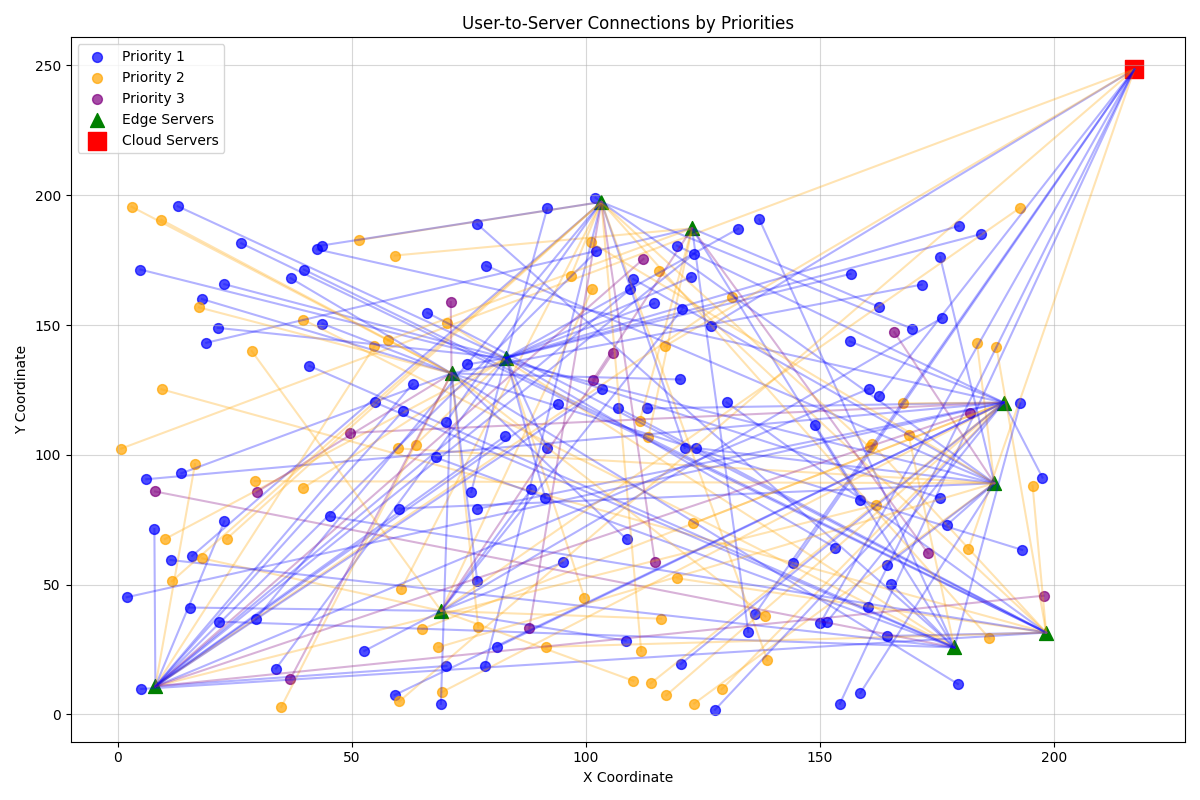 User-to-Server Connections by Priorities
Priority 1
Priority 2
Priority 3
Edge Servers
Cloud Servers
Y Coordinate
250
200
150
100
50
0
0
50
100
150
200
X Coordinate